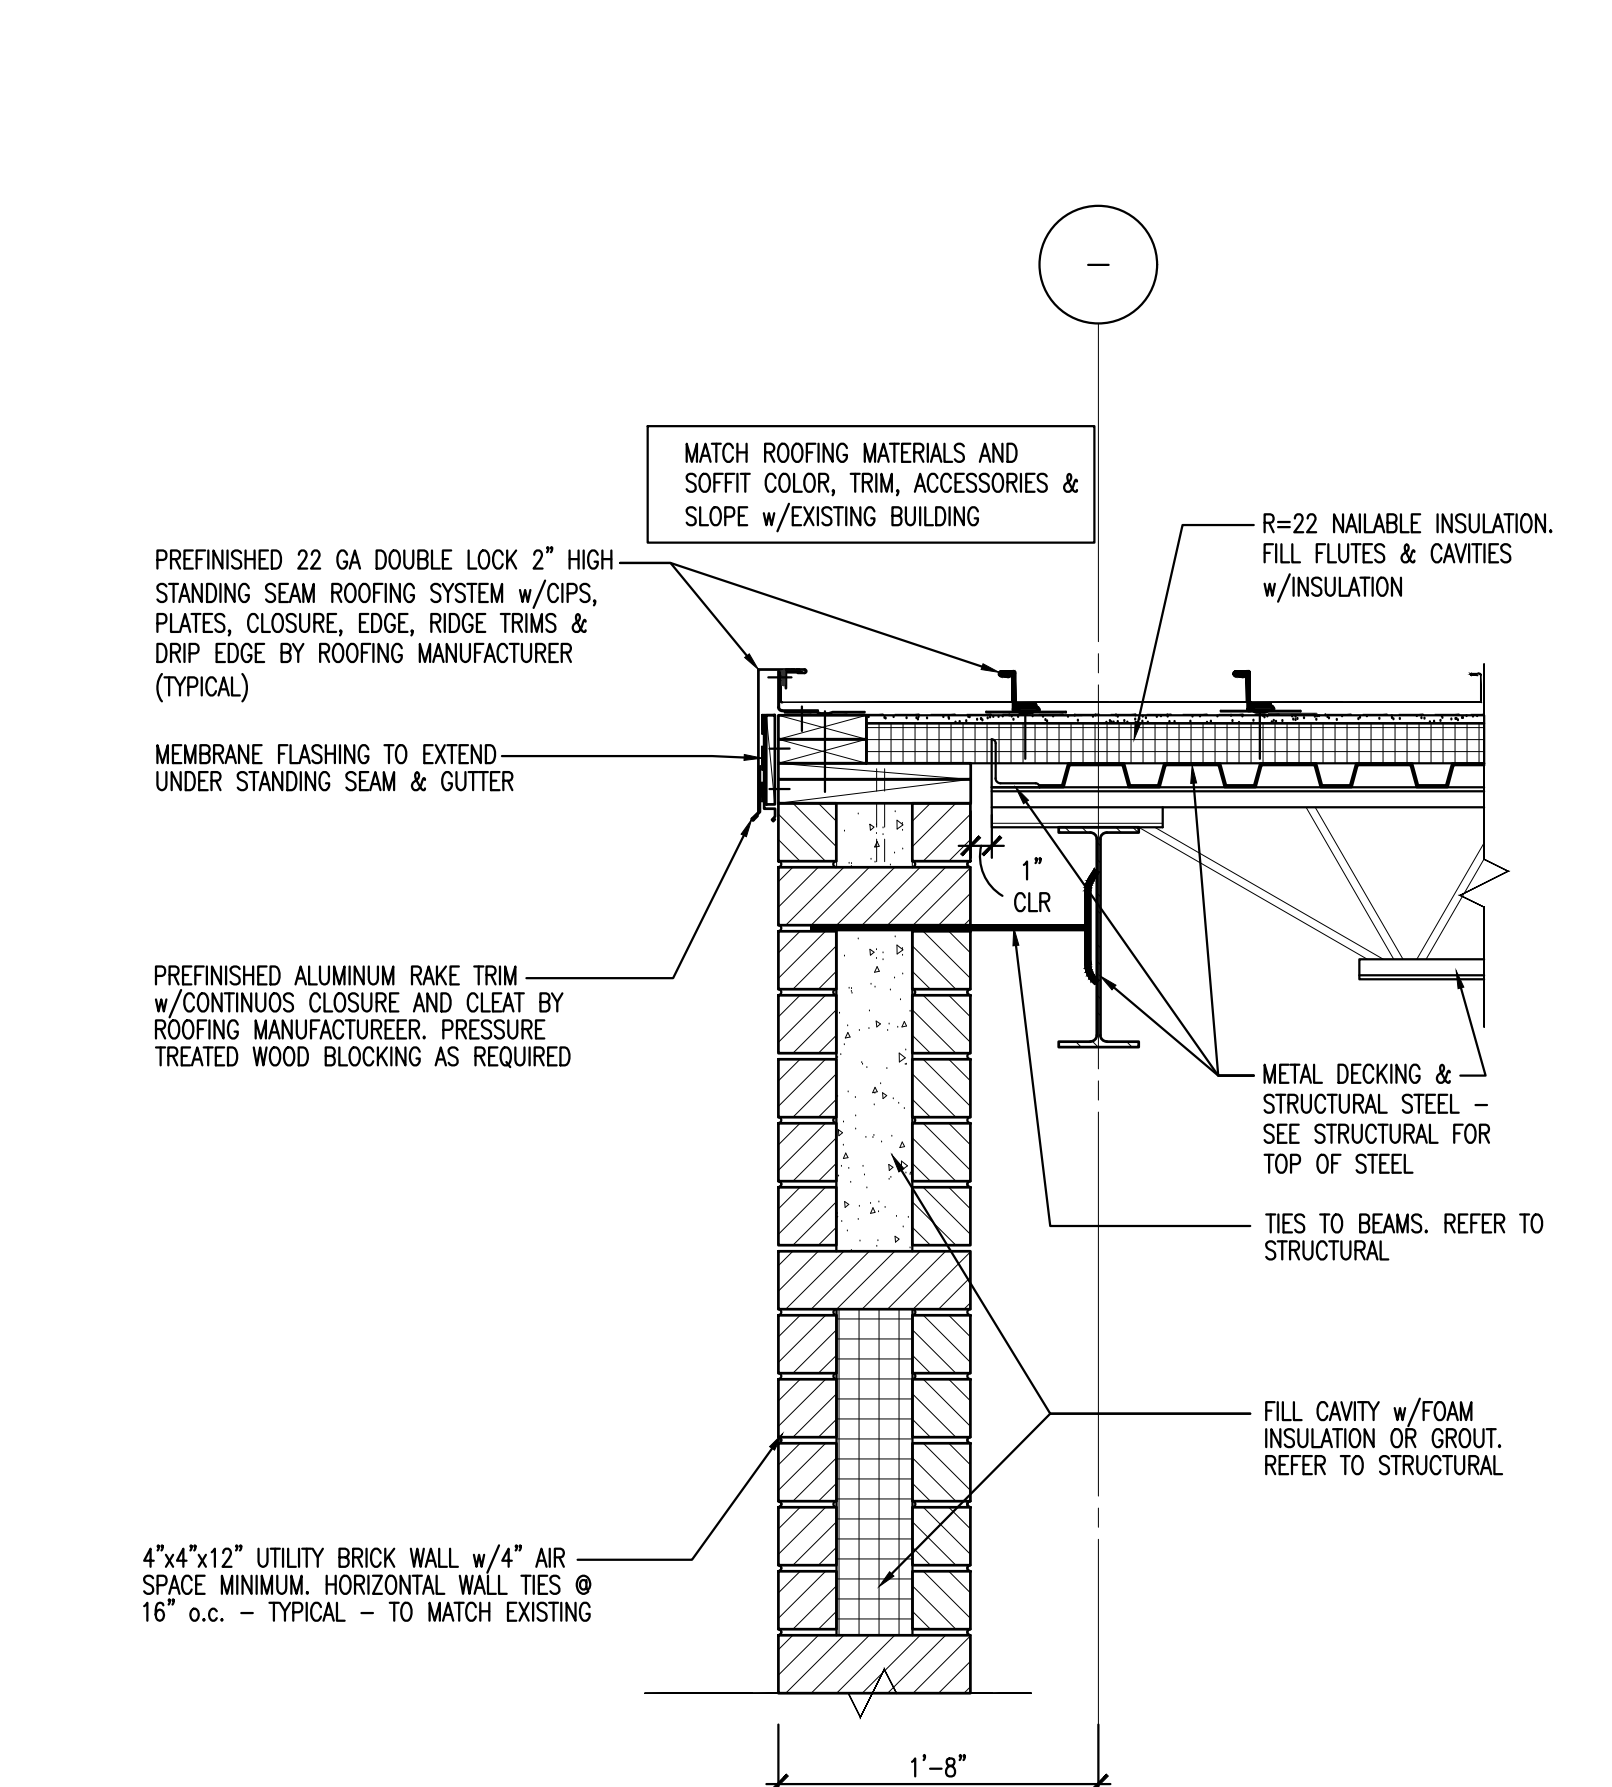 —
MATCH ROOFING MATERIALS AND
SOFFIT COLOR, TRIM, ACCESSORIES &
SLOPE w/EXISTING BUILDING
R=22 NAILABLE INSULATION.
FILL FLUTES & CAVITIES
w/INSULATION
PREFINISHED 22 GA DOUBLE LOCK 2” HIGH
STANDING SEAM ROOFING SYSTEM w/CIPS,
PLATES, CLOSURE, EDGE, RIDGE TRIMS &
DRIP EDGE BY ROOFING MANUFACTURER
(TYPICAL)
MEMBRANE FLASHING TO EXTEND
UNDER STANDING SEAM & GUTTER
1”
CLR
PREFINISHED ALUMINUM RAKE TRIM
w/CONTINUOS CLOSURE AND CLEAT BY
ROOFING MANUFACTUREER. PRESSURE
TREATED WOOD BLOCKING AS REQUIRED
METAL DECKING &
STRUCTURAL STEEL –
SEE STRUCTURAL FOR
TOP OF STEEL
TIES TO BEAMS. REFER TO
STRUCTURAL
FILL CAVITY w/FOAM
INSULATION OR GROUT.
REFER TO STRUCTURAL
4”x4”x12” UTILITY BRICK WALL w/4” AIR
SPACE MINIMUM. HORIZONTAL WALL TIES @
16” o.c. – TYPICAL – TO MATCH EXISTING
1'-8”